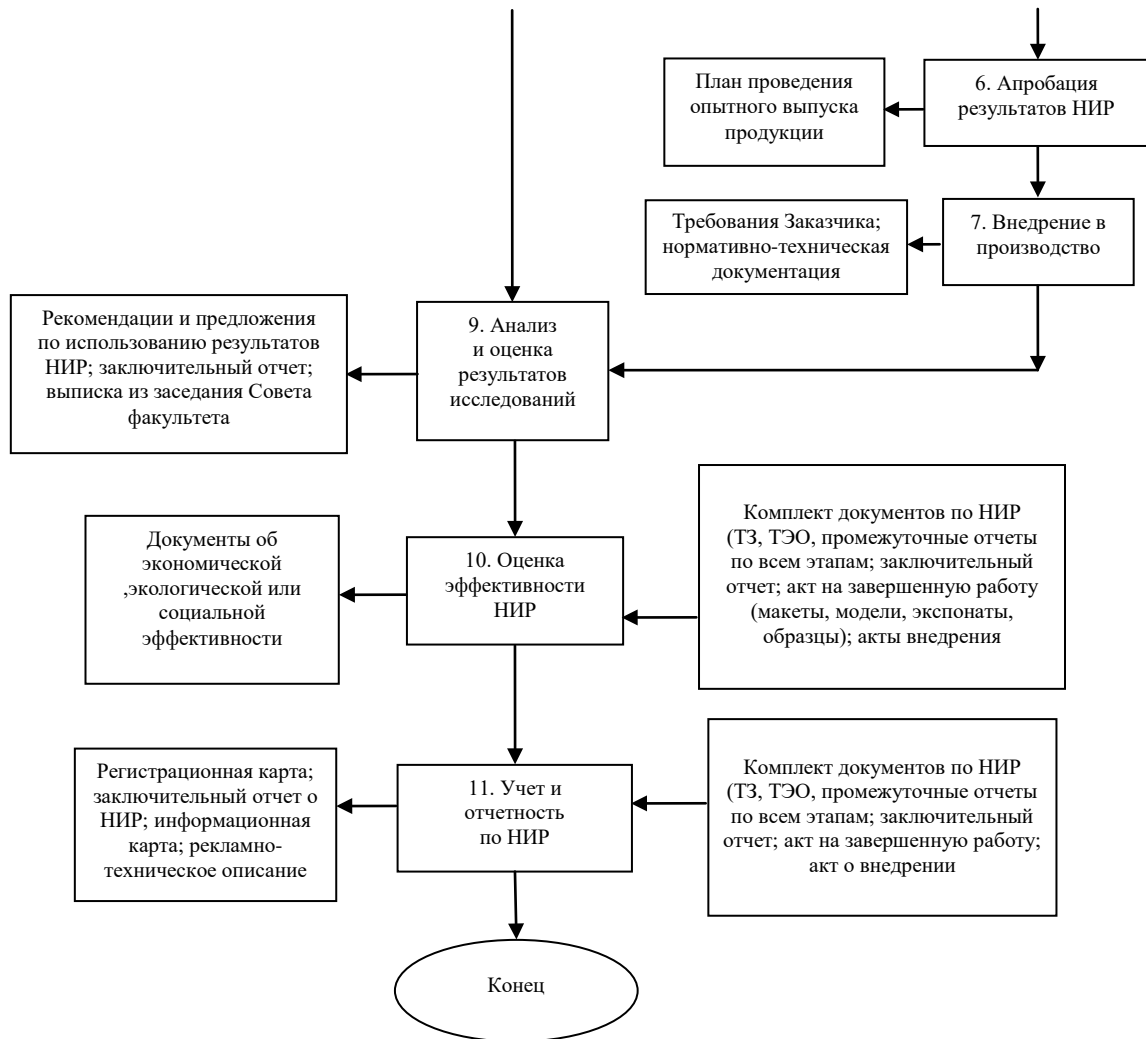 План проведения
опытного выпуска
продукции
6. Апробация
результатов НИР
Требования Заказчика;
нормативно-техническая
документация
7. Внедрение в
производство
Рекомендации и предложения
по использованию результатов
НИР; заключительный отчет;
выписка из заседания Совета
факультета
9. Анализ
и оценка
результатов
исследований
Документы об
экономической
,экологической или
социальной
эффективности
10. Оценка
эффективности
НИР
Комплект документов по НИР
(ТЗ, ТЭО, промежуточные отчеты
по всем этапам; заключительный
отчет; акт на завершенную работу
(макеты, модели, экспонаты,
образцы); акты внедрения
Регистрационная карта;
заключительный отчет о
НИР; информационная
карта; рекламно-
техническое описание
11. Учет и
отчетность
по НИР
Комплект документов по НИР
(ТЗ, ТЭО, промежуточные отчеты
по всем этапам; заключительный
отчет; акт на завершенную работу;
акт о внедрении
Конец